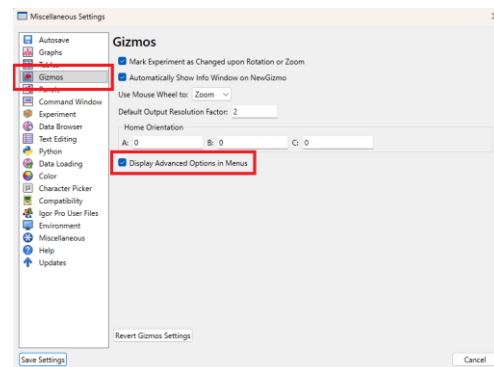 Miscellaneous Settings
Autosave
Graphs
Tables
Gizmos
Panels
Command Window
Experiment
Data Browser
Text Editing
Python
Data Loading
Color
Character Picker
Compatibility
Igor Pro User Files
Environment
Miscellaneous
Help
Updates
Gizmos
Mark Experiment as Changed upon Rotation or Zoom
Automatically Show Info Window on NewGizmo
Use Mouse Wheel to: Zoom
Default Output Resolution Factor: 2
Home Orientation
A: 0 B: 0 C: 0
Display Advanced Options in Menus
Revert Gizmos Settings
Save Settings Cancel